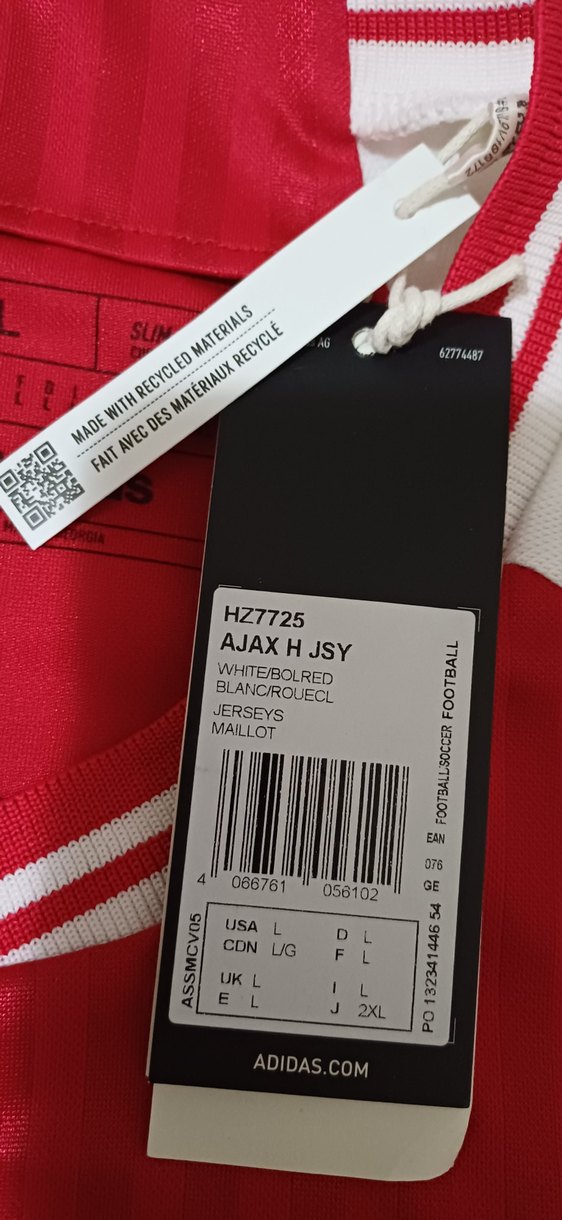 L
SLIM
MADE WITH RECYCLED MATERIALS
FAIT AVEC DES MATÉRIAUX RECYCLÉ
AG
62774487
HZ7725
AJAX H JSY
WHITE/BOLRED
BLANC/ROUECL
JERSEYS
MAILLOT
4 066761 056102
FOOTBALL/SOCCER FOOTBALL
EAN
076
GE
PO 132341446 54
ASSMCV05
USA L D L
CDN L/G F L
UK L I L
E L J 2XL
ADIDAS.COM